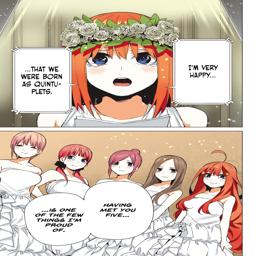 I'M VERY
HAPPY...
...THAT WE
WERE BORN
AS QUINTU-
PLETS.
HAVING
MET YOU
FIVE...
...IS ONE
OF THE FEW
THINGS I'M
PROUD
OF.